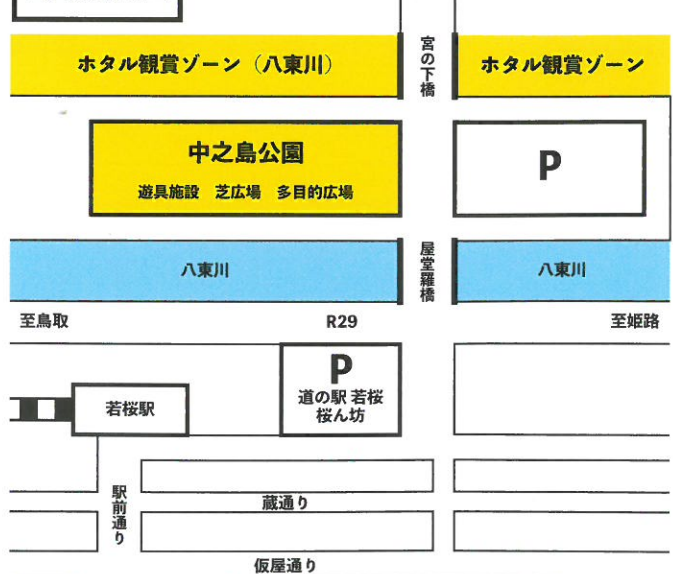 ホタル観賞ゾーン（八東川）
宮の下橋
ホタル観賞ゾーン
中之島公園
遊具施設　芝広場　多目的広場
P
八東川
屋堂羅橋
八東川
至鳥取
R29
至姫路
P
道の駅 若桜
桜ん坊
若桜駅
駅前通り
蔵通り
仮屋通り